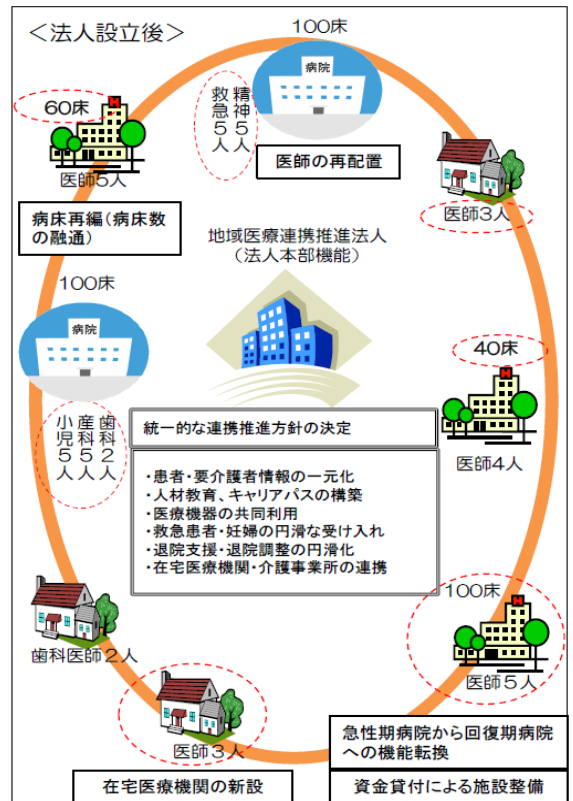 ＜法人設立後＞
100床
病院
精神５人
救急５人
医師の再配置
60床
医師5人
病床再編（病床数
の融通）
医師３人
地域医療連携推進法人
（法人本部機能）
100床
病院
歯科２人
産科５人
小児５人
40床
医師4人
統一的な連携推進方針の決定
・患者・要介護者情報の一元化
・人材教育、キャリアパスの構築
・医療機器の共同利用
・救急患者・妊婦の円滑な受け入れ
・退院支援・退院調整の円滑化
・在宅医療機関・介護事業所の連携
100床
医師５人
歯科医師２人
医師３人
在宅医療機関の新設
急性期病院から回復期病院
への機能転換
資金貸付による施設整備